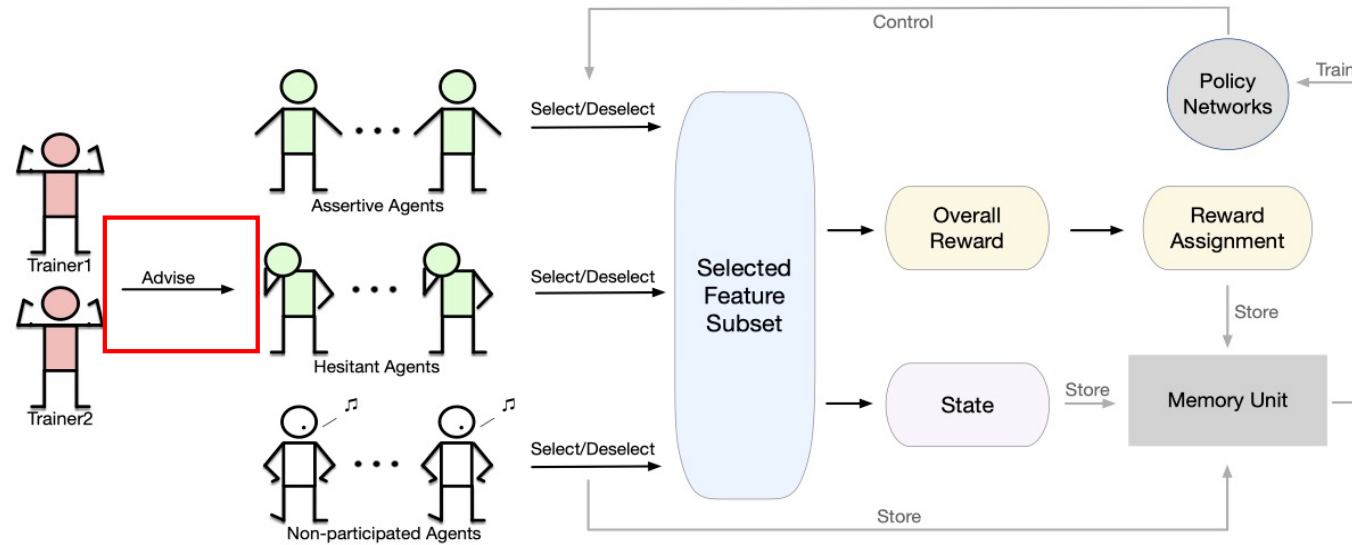 Control
Policy
Networks
Train
Select/Deselect
Assertive Agents
Trainer1
Advise
Overall
Reward
Reward
Assignment
Selected
Feature
Subset
Select/Deselect
Store
Hesitant Agents
Trainer2
State
Store
Memory Unit
Select/Deselect
Store
Non-participated Agents